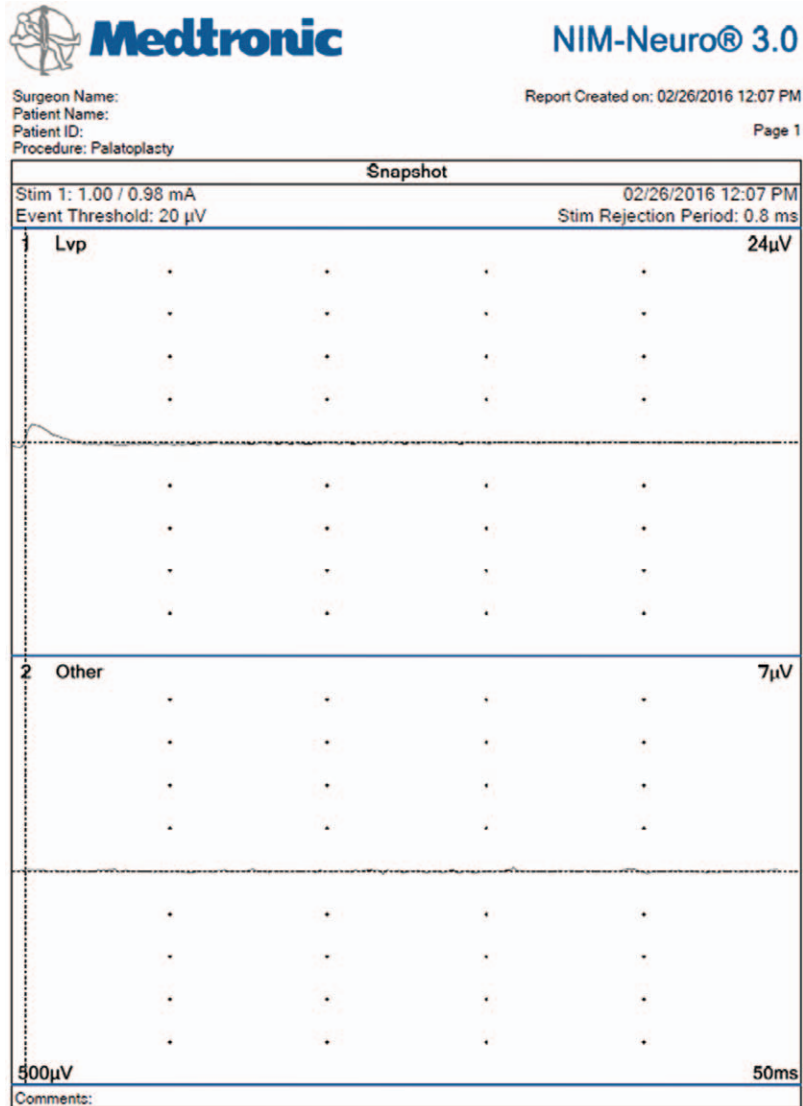 Medtronic
NIM-Neuro® 3.0
Surgeon Name:
Report Created on: 02/26/2016 12:07 PM
Patient Name:
Patient ID:
Page 1
Procedure: Palatoplasty
Snapshot
Stim 1: 1.00 / 0.98 mA
02/26/2016 12:07 PM
Event Threshold: 20 µV
Stim Rejection Period: 0.8 ms
1 Lvp
24µV
2 Other
7µV
500µV
50ms
Comments: